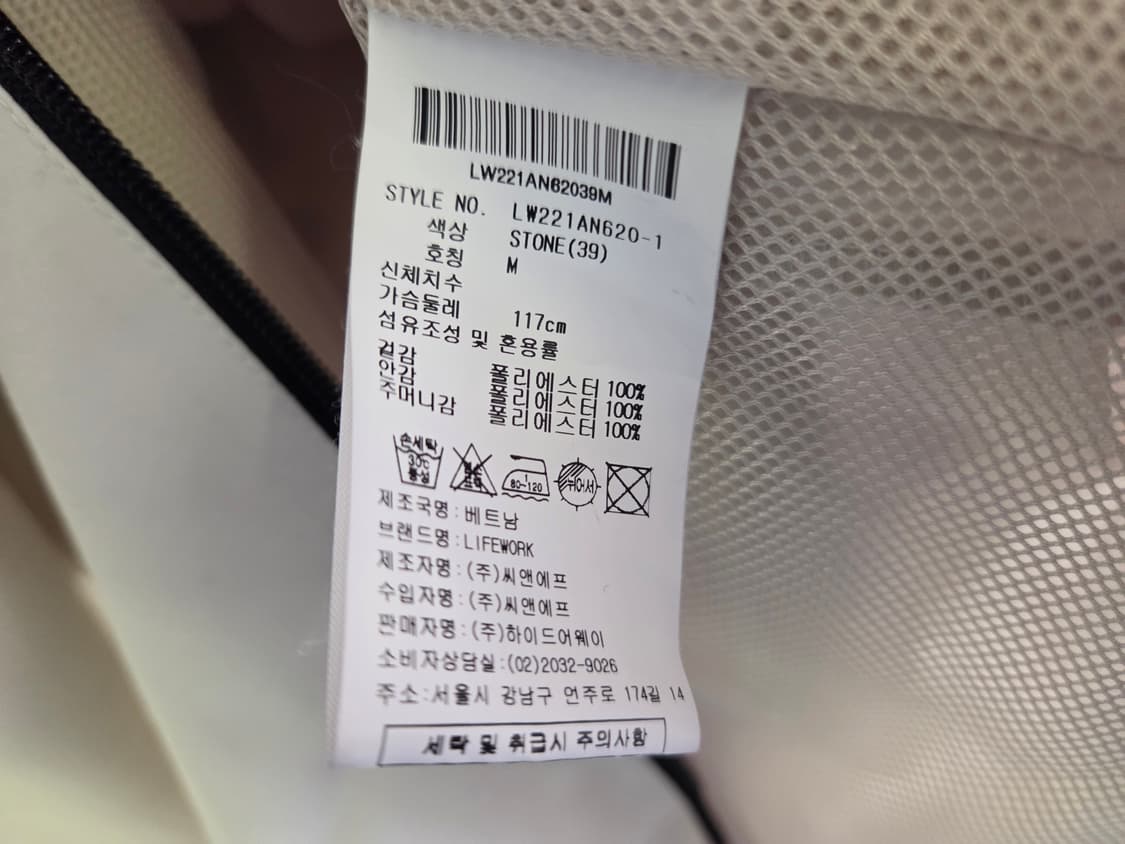 LW221AN62039M
STYLE NO. LW221AN620-1
색상 STONE(39)
호칭 M
신체치수
가슴둘레 117cm
섬유조성 및 혼용률
겉감 폴리에스터 100%
안감 폴리에스터 100%
주머니감 폴리에스터 100%
손세탁 30℃ 중성
80~120
뉘어서
제조국명:베트남
브랜드명:LIFEWORK
제조자명:(주)씨앤에프
수입자명:(주)씨앤에프
판매자명:(주)하이드어웨이
소비자상담실:(02)2032-9026
주소:서울시 강남구 언주로 174길 14
세탁 및 취급시 주의사항